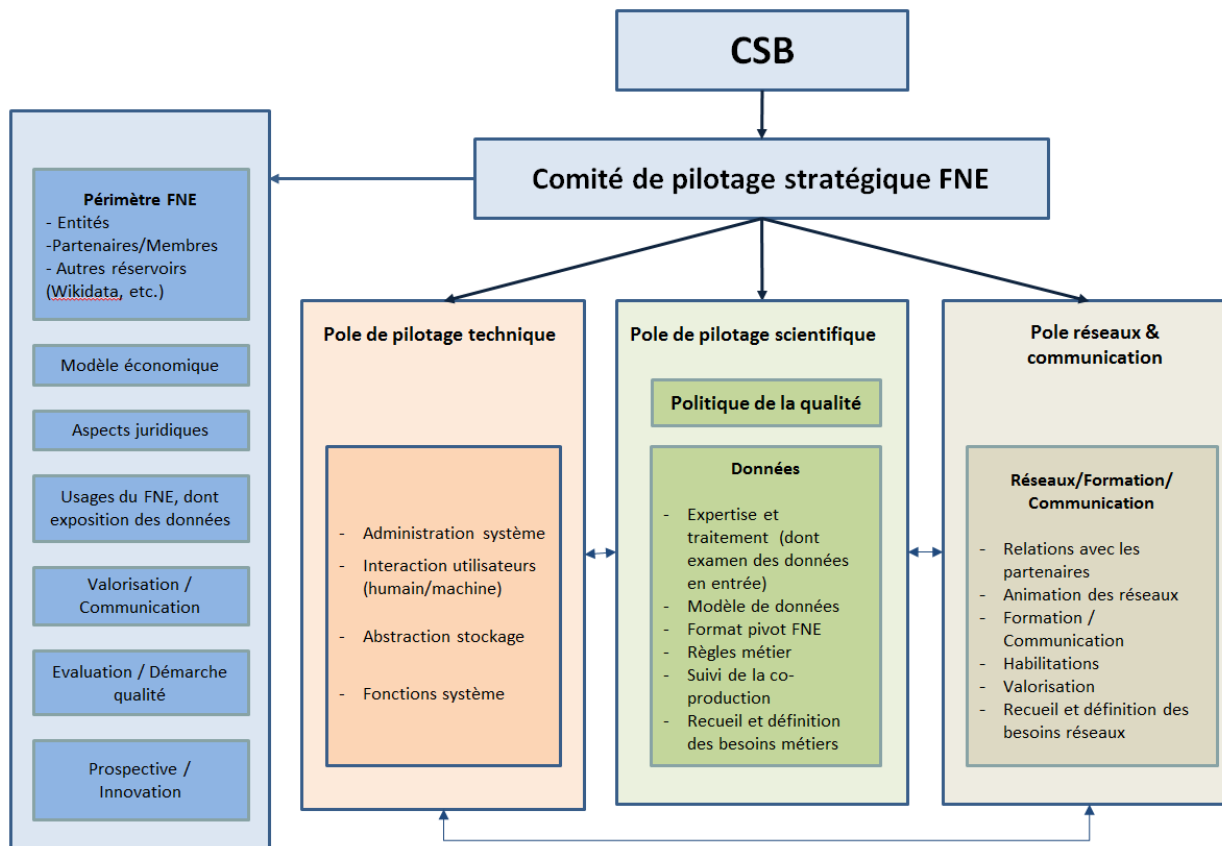 CSB
Comité de pilotage stratégique FNE
Périmètre FNE
- Entités
-Partenaires/Membres
- Autres réservoirs
(Wikidata, etc.)
Modèle économique
Aspects juridiques
Usages du FNE, dont
exposition des données
Valorisation /
Communication
Evaluation / Démarche
qualité
Prospective /
Innovation
Pole de pilotage technique
- Administration système
- Interaction utilisateurs
(humain/machine)
- Abstraction stockage
- Fonctions système
Pole de pilotage scientifique
Politique de la qualité
Données
- Expertise et
traitement (dont
examen des données
en entrée)
- Modèle de données
- Format pivot FNE
- Règles métier
- Suivi de la co-
production
- Recueil et définition
des besoins métiers
Pole réseaux &
communication
Réseaux/Formation/
Communication
- Relations avec les
partenaires
- Animation des réseaux
- Formation /
Communication
- Habilitations
- Valorisation
- Recueil et définition des
besoins réseaux